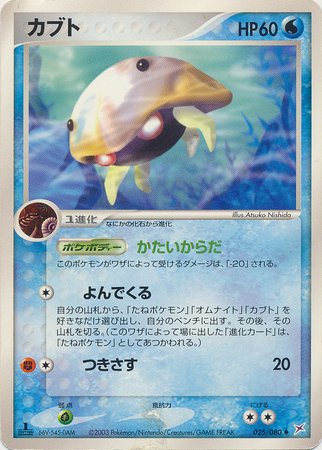 カブト
HP60
Illus.Atuko Nishida
1進化
なにかの化石から進化
ポケボディー
かたいからだ
このポケモンがワザによって受けるダメージは、「-20」される。
よんでくる
自分の山札から、「たねポケモン」「オムナイト」「カブト」を
好きなだけ選び出し、自分のベンチに出す。その後、その
山札を切る。（このワザによって場に出した「進化カード」は、
「たねポケモン」としてあつかわれる。）
つきさす
20
弱点
抵抗力
にげる
1
66V-545-0AM
©2003 Pokémon/Nintendo/Creatures/GAME FREAK
025/080